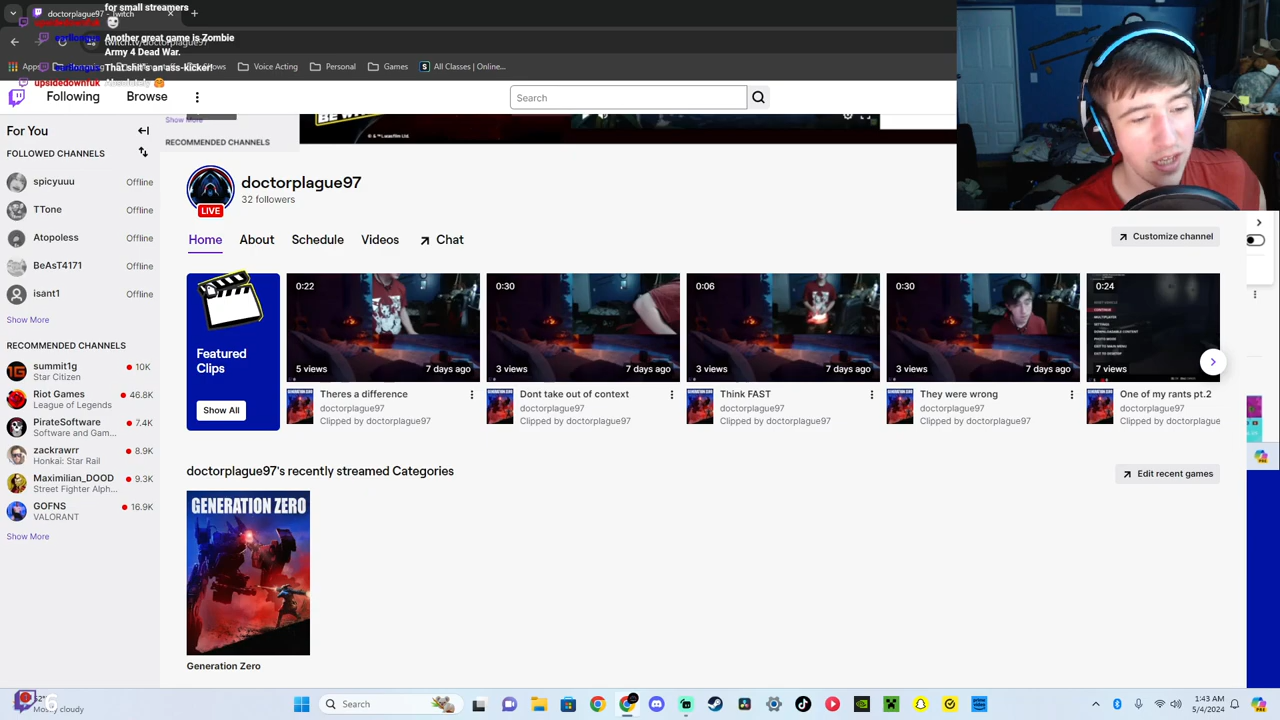 for small streamers
doctorplague97 - Twitch
Another great game is Zombie
Army 4 Dead War.
twitch.tv/doctorplague97
That shit's an ass-kicker!
Shows
Voice Acting
Personal
Games
All Classes | Online...
upsidedownfuk Absolutely
Following
Browse
Search
For You
Show More
RECOMMENDED CHANNELS
FOLLOWED CHANNELS
spicyuuu
Offline
TTone
Offline
Atopoless
Offline
BeAsT4171
Offline
isant1
Offline
Show More
RECOMMENDED CHANNELS
summit1g
10K
Star Citizen
Riot Games
46.8K
League of Legends
PirateSoftware
7.4K
Software and Gam...
zackrawrr
8.9K
Honkai: Star Rail
Maximilian_DOOD
9.3K
Street Fighter Alph...
GOFNS
16.9K
VALORANT
Show More
doctorplague97
32 followers
LIVE
Home
About
Schedule
Videos
Chat
Customize channel
Featured
Clips
Show All
0:22
5 views
7 days ago
Theres a difference
doctorplague97
Clipped by doctorplague97
0:30
3 views
7 days ago
Dont take out of context
doctorplague97
Clipped by doctorplague97
0:06
3 views
7 days ago
Think FAST
doctorplague97
Clipped by doctorplague97
0:30
3 views
7 days ago
They were wrong
doctorplague97
Clipped by doctorplague97
0:24
7 views
One of my rants pt.2
doctorplague97
Clipped by doctorplague
doctorplague97's recently streamed Categories
Edit recent games
GENERATION ZERO
Generation Zero
Mostly cloudy
Search
1:43 AM
5/4/2024